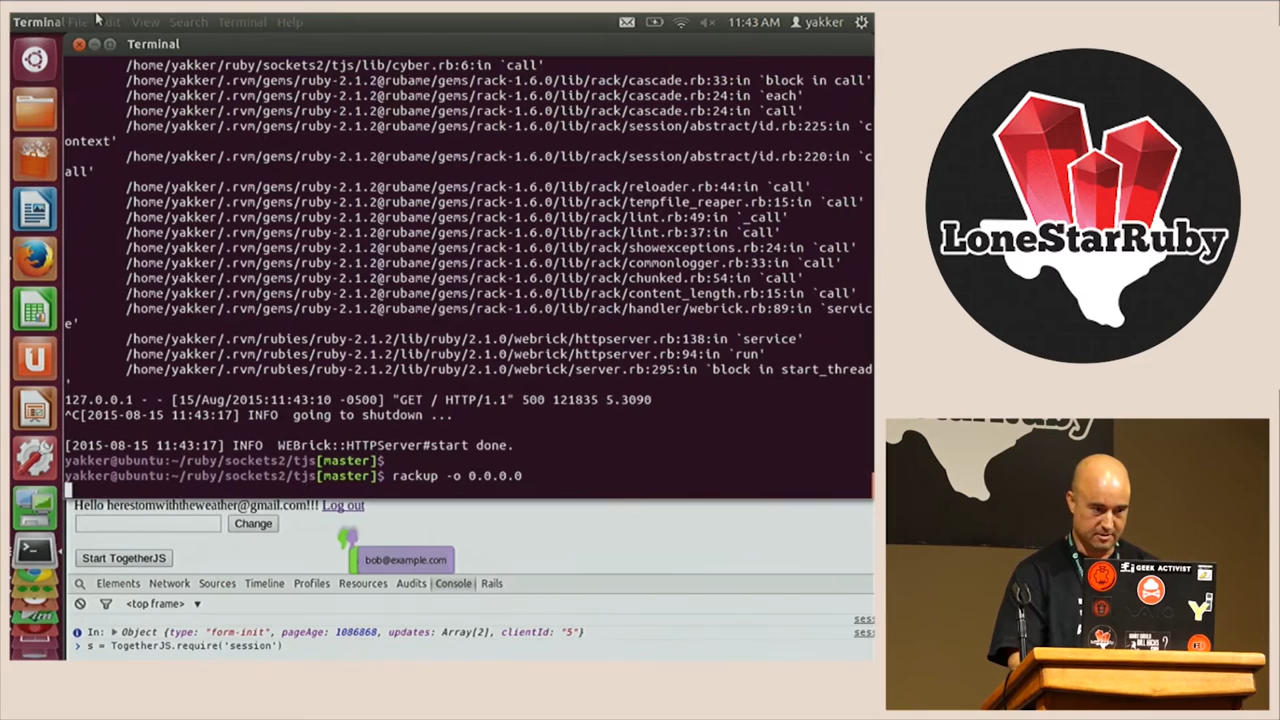 Terminal File Edit View Search Terminal Help
11:43 AM yakker
Terminal
/home/yakker/ruby/sockets2/tjs/lib/cyber.rb:6:in `call'
/home/yakker/.rvm/gems/ruby-2.1.2@rubame/gems/rack-1.6.0/lib/rack/cascade.rb:33:in `block in call'
/home/yakker/.rvm/gems/ruby-2.1.2@rubame/gems/rack-1.6.0/lib/rack/cascade.rb:24:in `each'
/home/yakker/.rvm/gems/ruby-2.1.2@rubame/gems/rack-1.6.0/lib/rack/cascade.rb:24:in `call
/home/yakker/.rvm/gems/ruby-2.1.2@rubame/gems/rack-1.6.0/lib/rack/session/abstract/id.rb:225:in `c
ontext'
/home/yakker/.rvm/gems/ruby-2.1.2@rubame/gems/rack-1.6.0/lib/rack/session/abstract/id.rb:220:in `c
all'
/home/yakker/.rvm/gems/ruby-2.1.2@rubame/gems/rack-1.6.0/lib/rack/reloader.rb:44:in `call'
/home/yakker/.rvm/gems/ruby-2.1.2@rubame/gems/rack-1.6.0/lib/rack/tempfile_reaper.rb:15:in `call'
/home/yakker/.rvm/gems/ruby-2.1.2@rubame/gems/rack-1.6.0/lib/rack/lint.rb:49:in `_call'
/home/yakker/.rvm/gems/ruby-2.1.2@rubame/gems/rack-1.6.0/lib/rack/lint.rb:37:in `call'
/home/yakker/.rvm/gems/ruby-2.1.2@rubame/gems/rack-1.6.0/lib/rack/showexceptions.rb:24:in `call'
/home/yakker/.rvm/gems/ruby-2.1.2@rubame/gems/rack-1.6.0/lib/rack/commonlogger.rb:33:in `call'
/home/yakker/.rvm/gems/ruby-2.1.2@rubame/gems/rack-1.6.0/lib/rack/chunked.rb:54:in `call'
/home/yakker/.rvm/gems/ruby-2.1.2@rubame/gems/rack-1.6.0/lib/rack/content_length.rb:15:in `call'
/home/yakker/.rvm/gems/ruby-2.1.2@rubame/gems/rack-1.6.0/lib/rack/handler/webrick.rb:89:in `servic
e'
/home/yakker/.rvm/rubies/ruby-2.1.2/lib/ruby/2.1.0/webrick/httpserver.rb:138:in `service'
/home/yakker/.rvm/rubies/ruby-2.1.2/lib/ruby/2.1.0/webrick/httpserver.rb:94:in `run'
/home/yakker/.rvm/rubies/ruby-2.1.2/lib/ruby/2.1.0/webrick/server.rb:295:in `block in start_thread
'
127.0.0.1 - - [15/Aug/2015:11:43:10 -0500] "GET / HTTP/1.1" 500 121835 5.3090
^C[2015-08-15 11:43:17] INFO going to shutdown ...
[2015-08-15 11:43:17] INFO WEBrick::HTTPServer#start done.
yakker@ubuntu:~/ruby/sockets2/tjs[master]$
yakker@ubuntu:~/ruby/sockets2/tjs[master]$ rackup -o 0.0.0.0
Hello herestomwiththeweather@gmail.com!!! Log out
Change
bob@example.com
Start TogetherJS
Elements Network Sources Timeline Profiles Resources Audits Console Rails
<top frame> ▼
In: ▶ Object {type: "form-init", pageAge: 1086868, updates: Array[2], clientId: "5"} sess
> s = TogetherJS.require('session') sess
LoneStarRuby
GEEK ACTIVIST
VAIO
Y